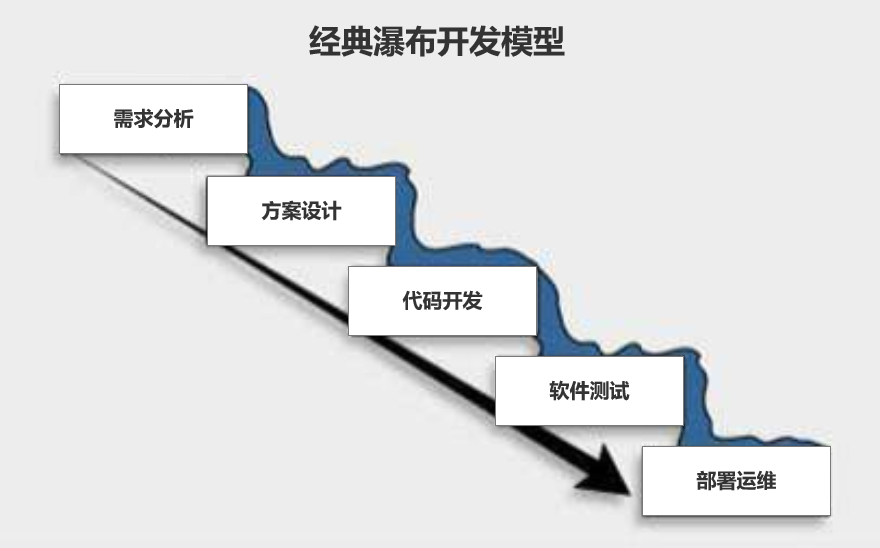 经典瀑布开发模型
需求分析
方案设计
代码开发
软件测试
部署运维